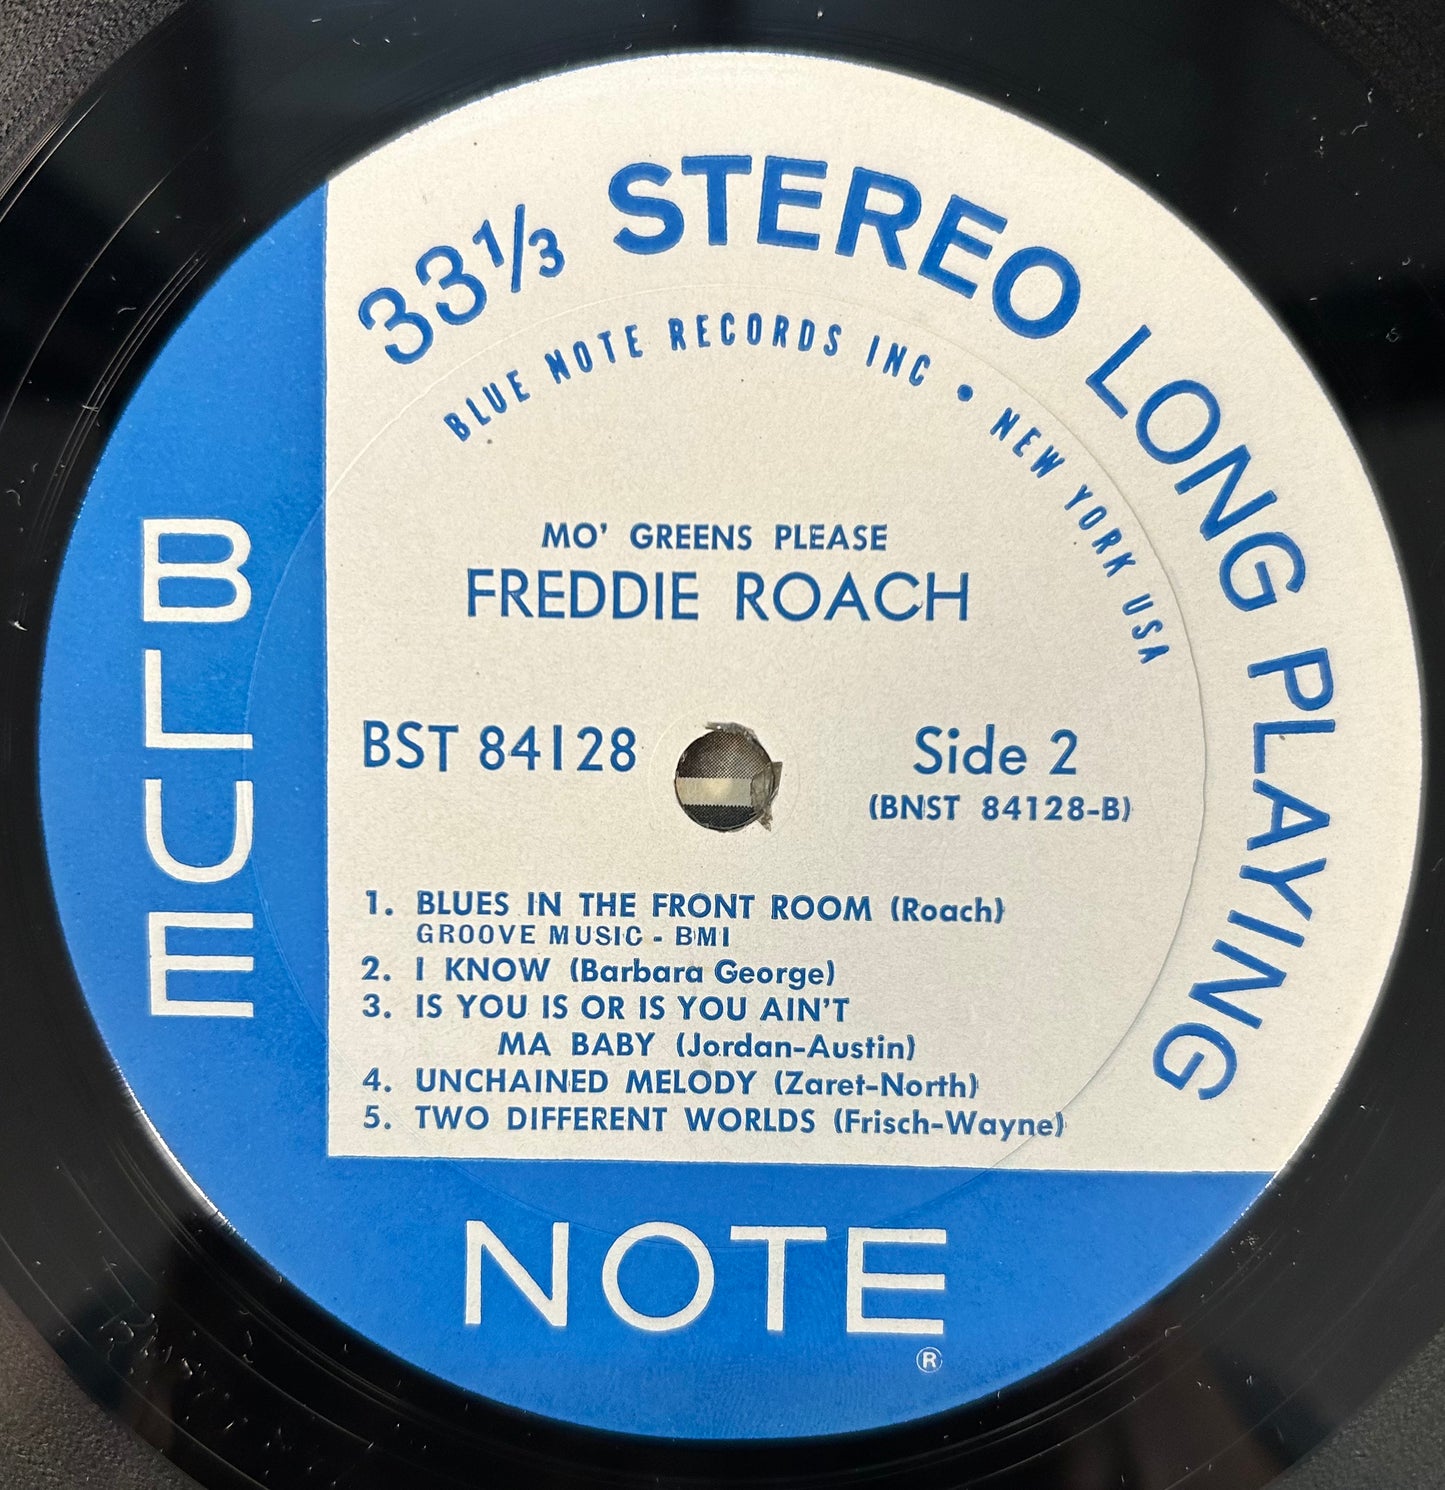 33⅓ STEREO LONG PLAYING
BLUE NOTE RECORDS INC • NEW YORK USA
MO' GREENS PLEASE
FREDDIE ROACH
BST 84128
Side 2
(BNST 84128-B)
1. BLUES IN THE FRONT ROOM (Roach)
GROOVE MUSIC - BMI
2. I KNOW (Barbara George)
3. IS YOU IS OR IS YOU AIN'T
MA BABY (Jordan-Austin)
4. UNCHAINED MELODY (Zaret-North)
5. TWO DIFFERENT WORLDS (Frisch-Wayne)
BLUE
NOTE
®